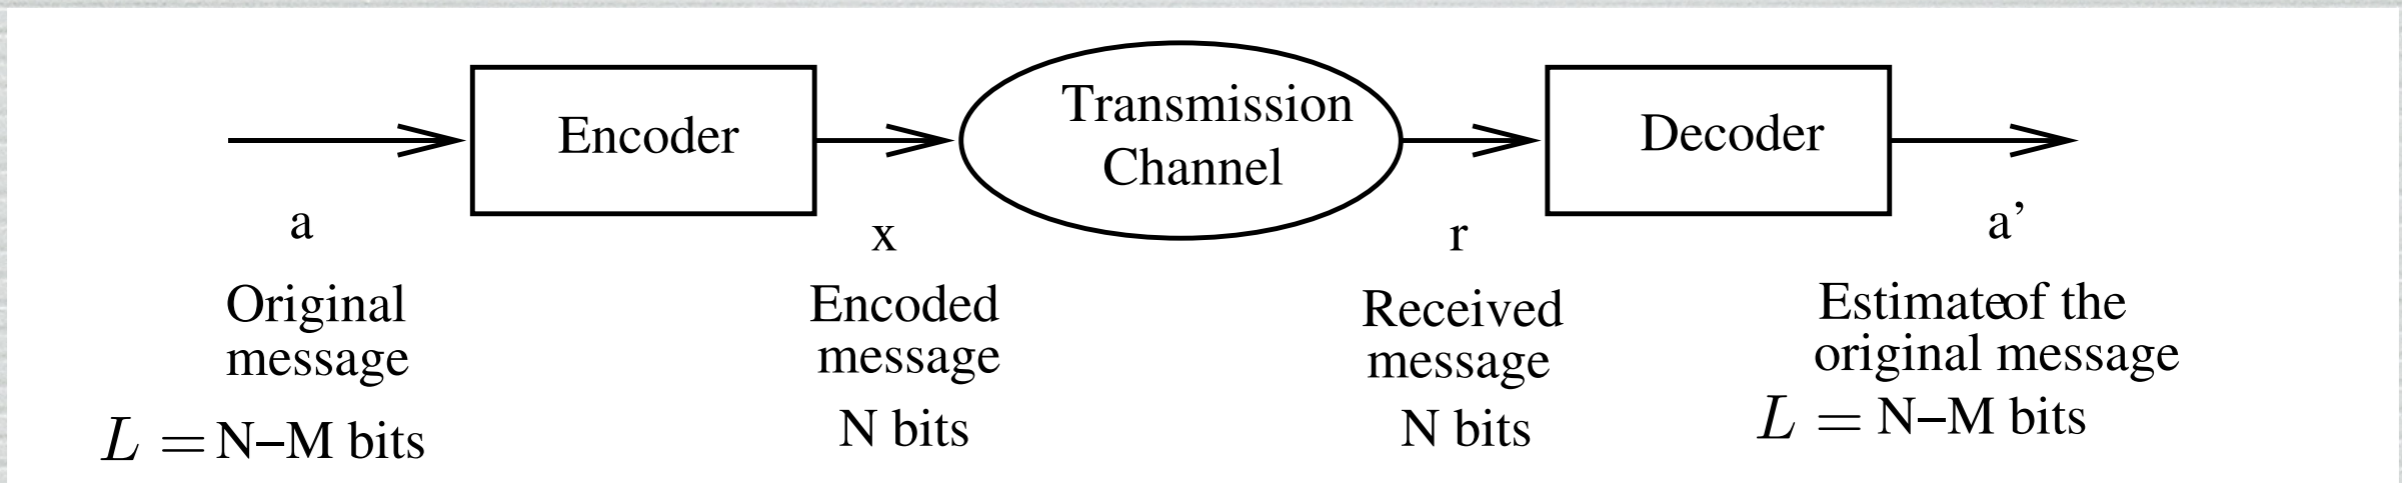 Encoder
Transmission
Channel
Decoder
a
x
r
a’
Original
message
L = N–M bits
Encoded
message
N bits
Received
message
N bits
Estimateof the
original message
L = N–M bits